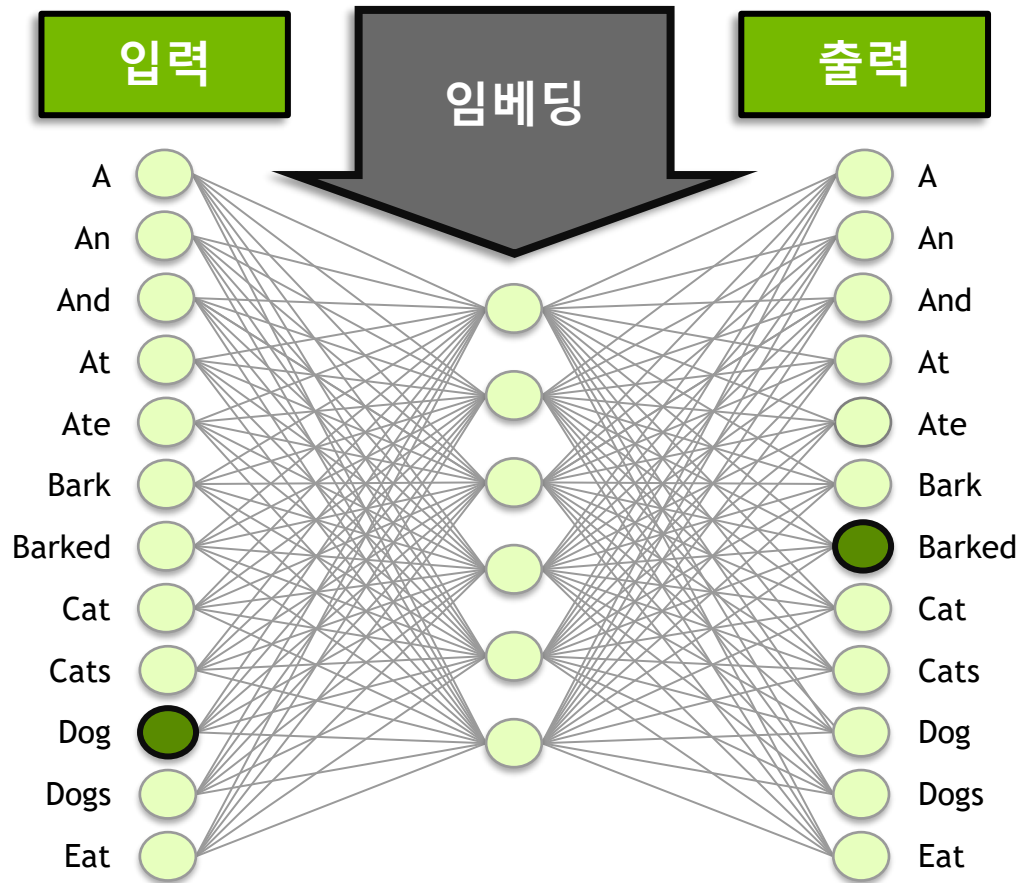 입력
임베딩
출력
A
An
And
At
Ate
Bark
Barked
Cat
Cats
Dog
Dogs
Eat
A
An
And
At
Ate
Bark
Barked
Cat
Cats
Dog
Dogs
Eat